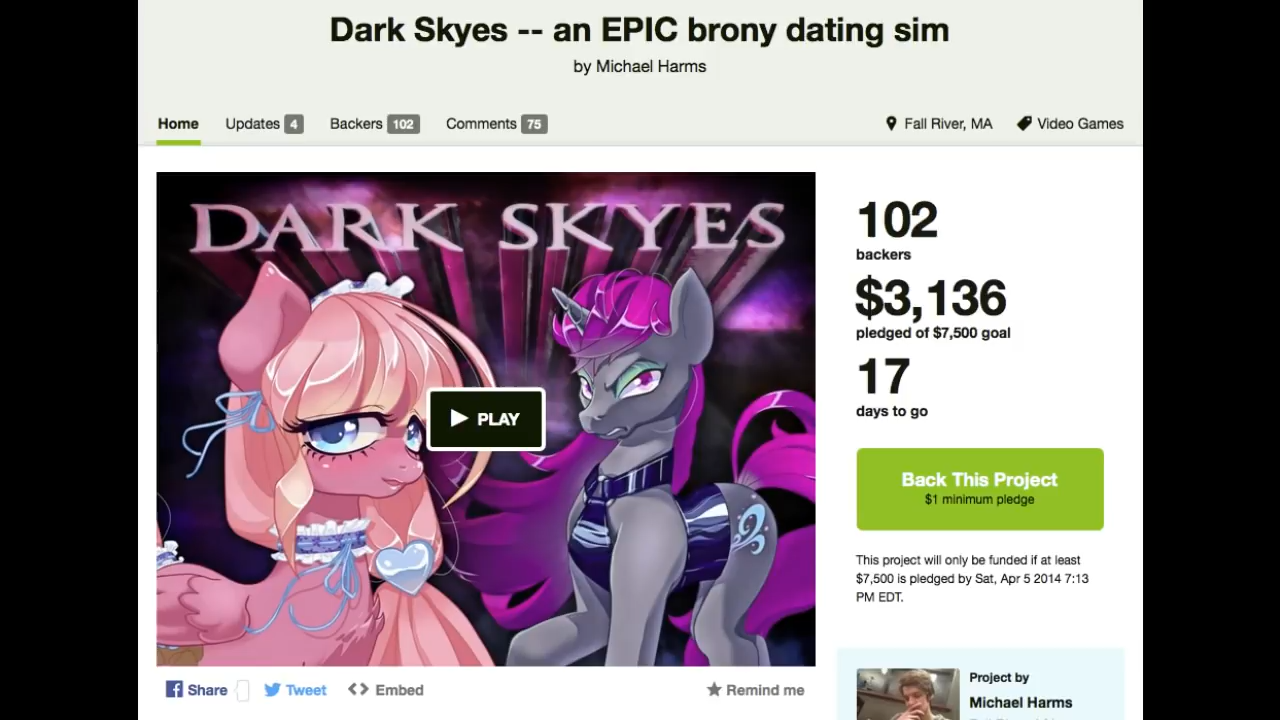 Dark Skyes -- an EPIC brony dating sim
by Michael Harms
Home Updates 4 Backers 102 Comments 75 Fall River, MA Video Games
DARK SKYES
PLAY
102
backers
$3,136
pledged of $7,500 goal
17
days to go
Back This Project
$1 minimum pledge
This project will only be funded if at least
$7,500 is pledged by Sat, Apr 5 2014 7:13
PM EDT.
Share Tweet Embed Remind me
Project by
Michael Harms